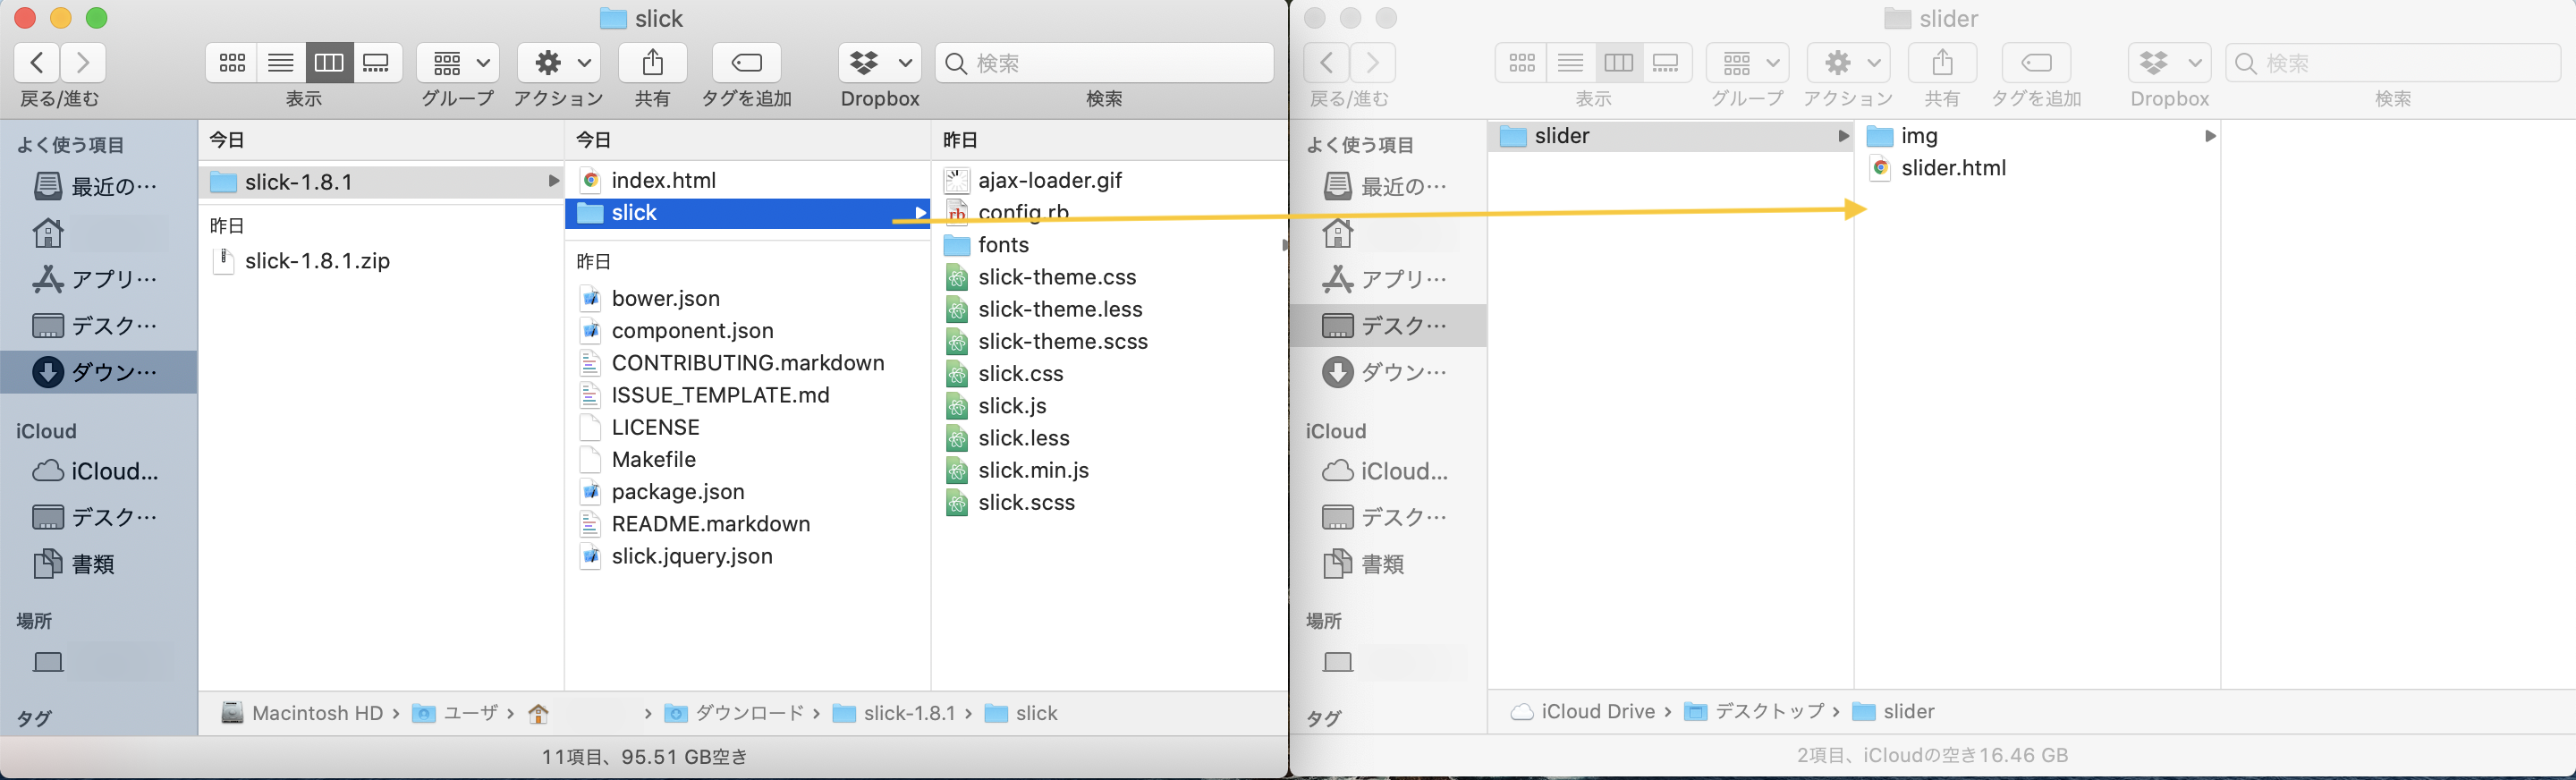 slick
戻る/進む
表示
グループ
アクション
共有
タグを追加
Dropbox
検索
検索
よく使う項目
最近の…
アプリ…
デスク…
ダウン…
iCloud
iCloud...
デスク…
書類
場所
タグ
今日
slick-1.8.1
昨日
slick-1.8.1.zip
今日
index.html
slick
昨日
bower.json
component.json
CONTRIBUTING.markdown
ISSUE_TEMPLATE.md
LICENSE
Makefile
package.json
README.markdown
slick.jquery.json
昨日
ajax-loader.gif
config.rb
fonts
slick-theme.css
slick-theme.less
slick-theme.scss
slick.css
slick.js
slick.less
slick.min.js
slick.scss
Macintosh HD › ユーザ › › ダウンロード › slick-1.8.1 › slick
11項目、95.51 GB空き
slider
戻る/進む
表示
グループ
アクション
共有
タグを追加
Dropbox
検索
検索
よく使う項目
最近の…
アプリ…
デスク…
ダウン…
iCloud
iCloud...
デスク…
書類
場所
タグ
slider
img
slider.html
iCloud Drive › デスクトップ › slider
2項目、iCloudの空き16.46 GB